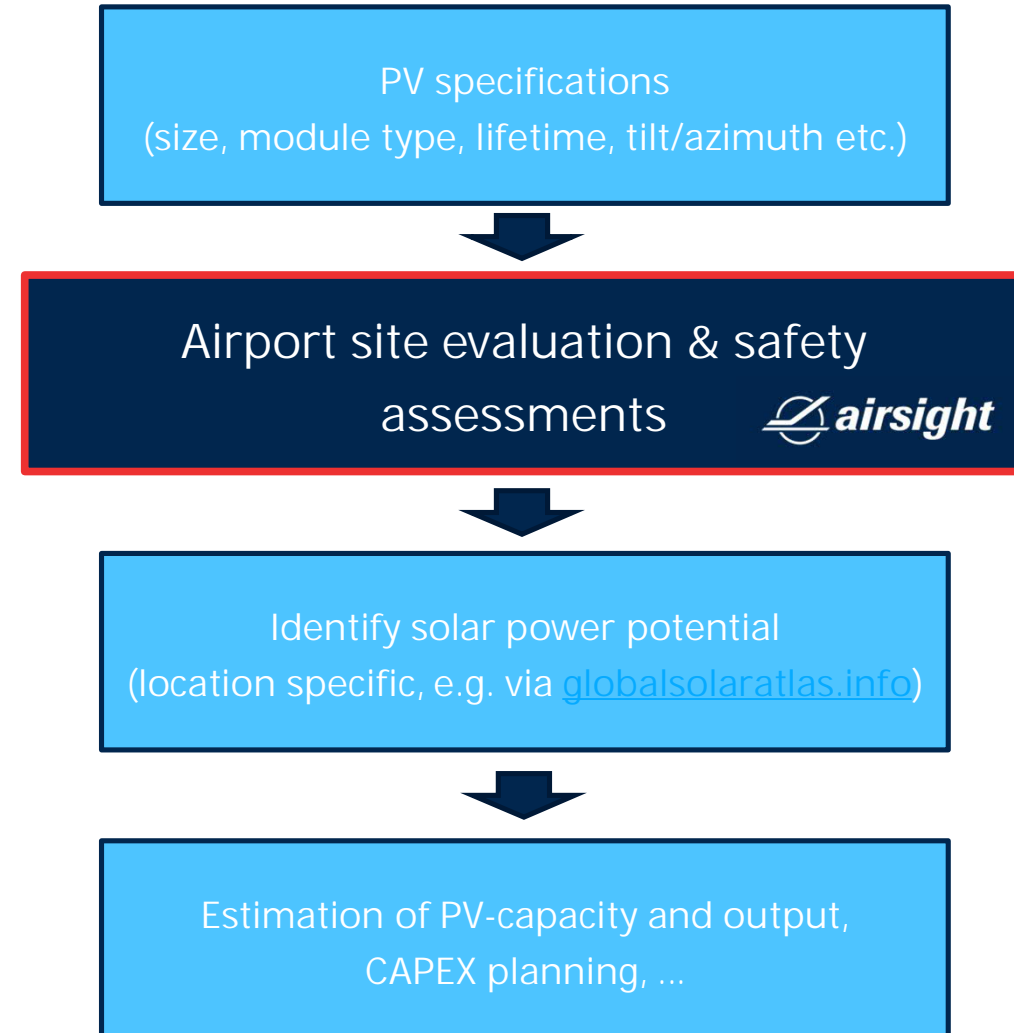 PV specifications
(size, module type, lifetime, tilt/azimuth etc.)
Airport site evaluation & safety
assessments
airsight
Identify solar power potential
(location specific, e.g. via globalsolaratlas.info)
Estimation of PV-capacity and output,
CAPEX planning, ...